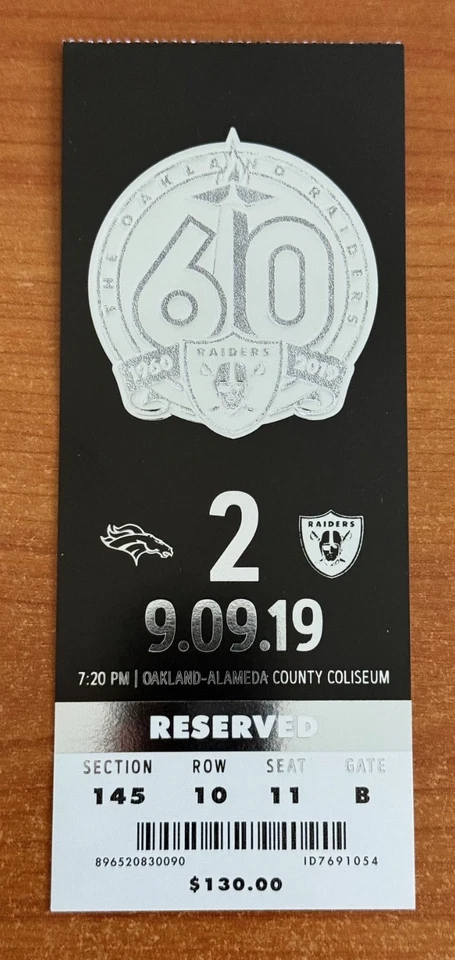 THE OAKLAND RAIDERS
60
RAIDERS
1960 2019
2
RAIDERS
9.09.19
7:20 PM | OAKLAND-ALAMEDA COUNTY COLISEUM
RESERVED
SECTION ROW SEAT GATE
145 10 11 B
896520830090 ID7691054
$130.00